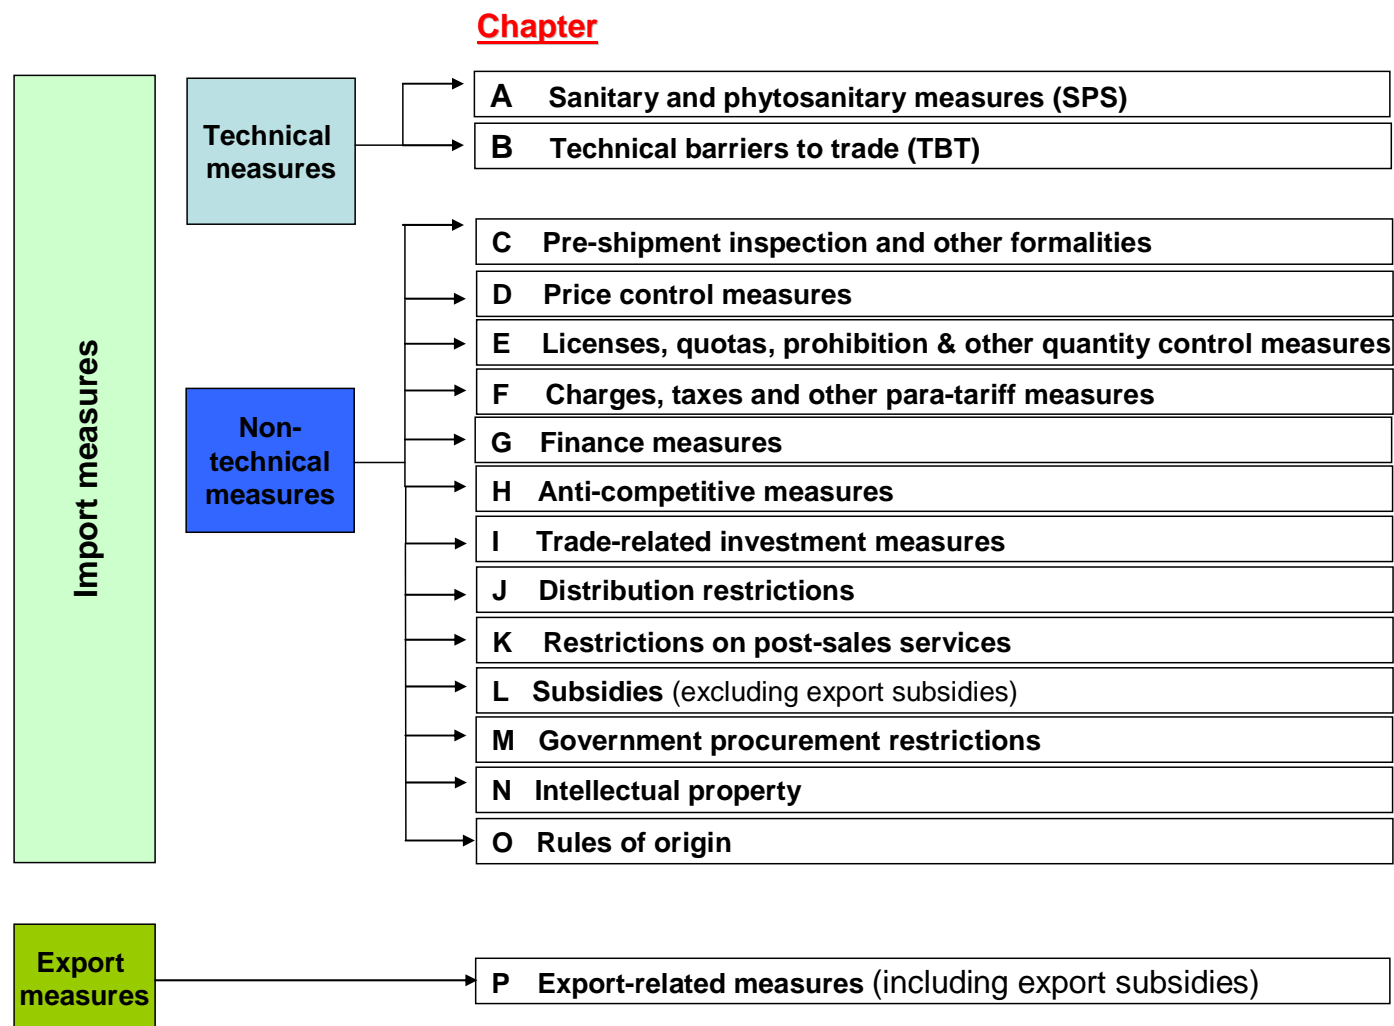 Chapter
Import measures
Technical
measures
A Sanitary and phytosanitary measures (SPS)
B Technical barriers to trade (TBT)
Non-
technical
measures
C Pre-shipment inspection and other formalities
D Price control measures
E Licenses, quotas, prohibition & other quantity control measures
F Charges, taxes and other para-tariff measures
G Finance measures
H Anti-competitive measures
I Trade-related investment measures
J Distribution restrictions
K Restrictions on post-sales services
L Subsidies (excluding export subsidies)
M Government procurement restrictions
N Intellectual property
O Rules of origin
Export
measures
P Export-related measures (including export subsidies)